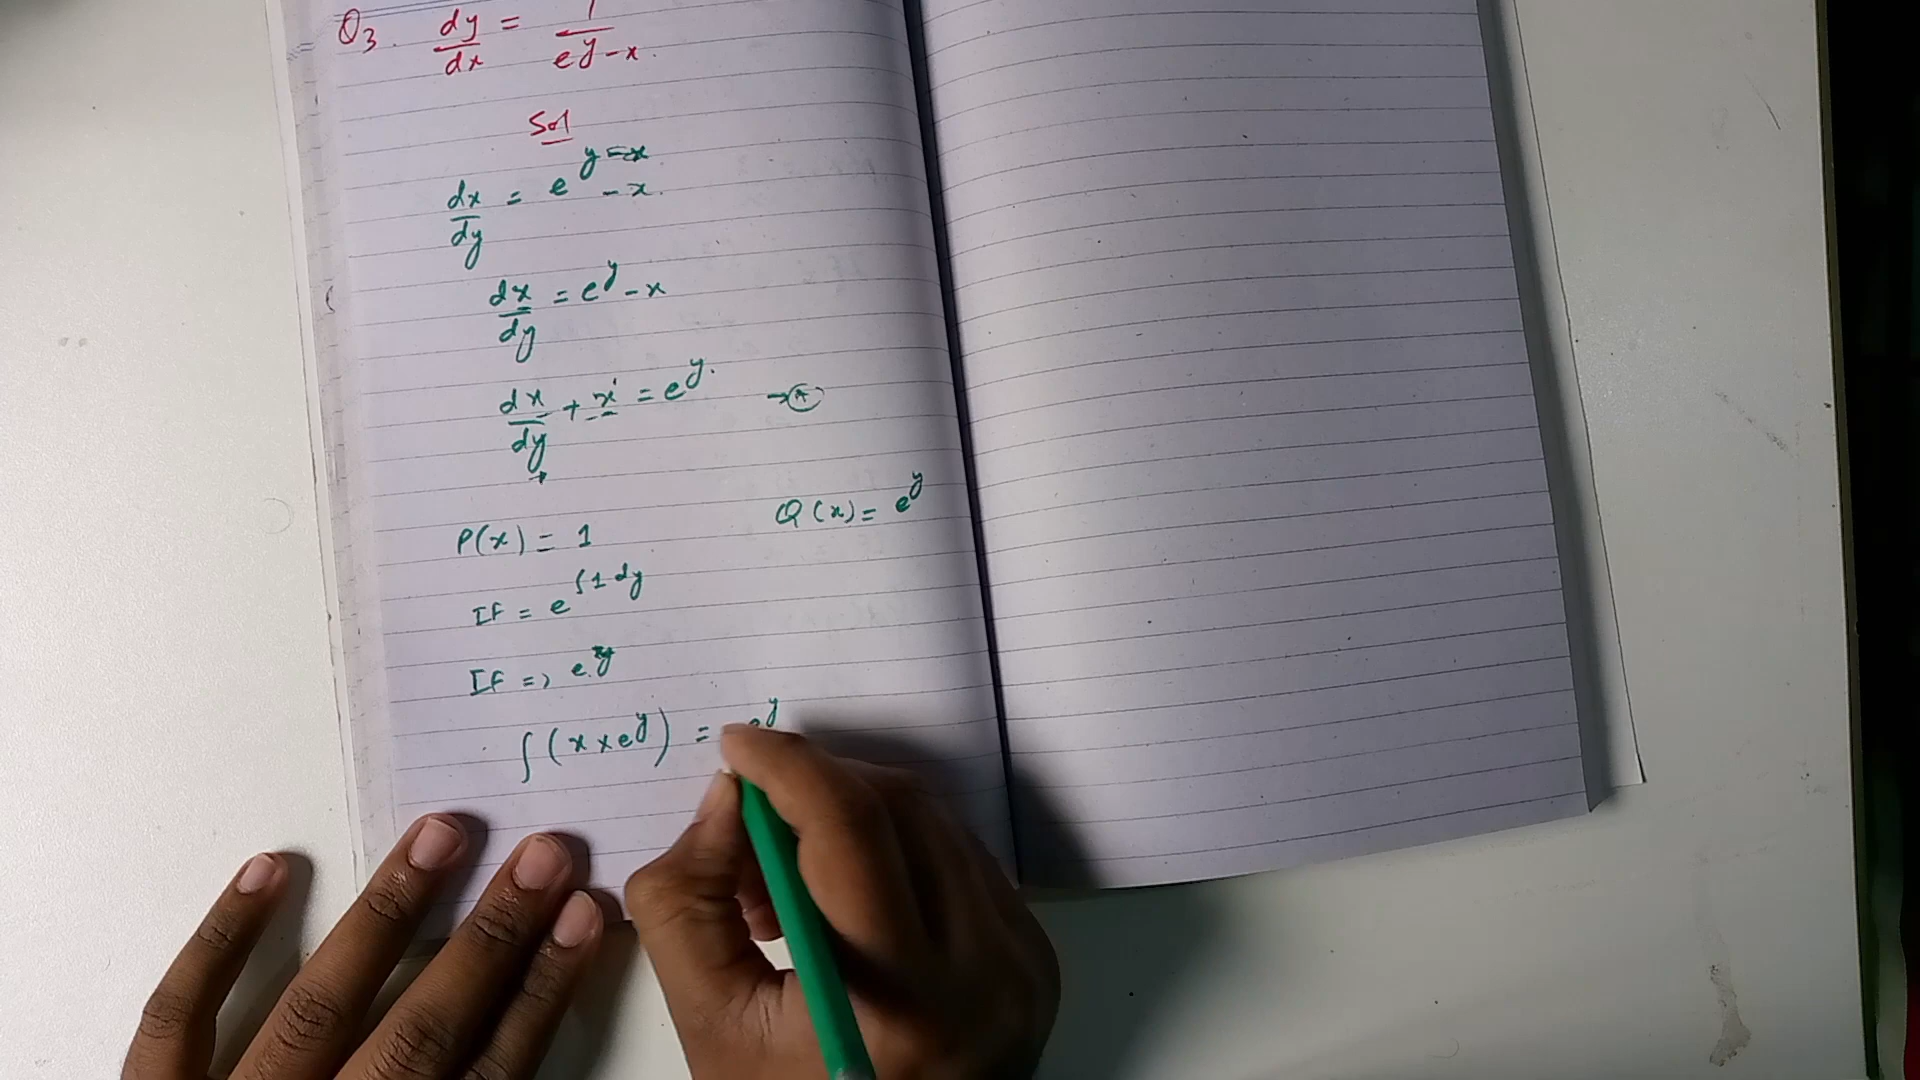 Q3. dy/dx = 1/(e^y - x).
Sol
dx/dy = e^y - x.
dx/dy = e^y - x
dx/dy + x = e^y. → (A)
P(x) = 1 Q(x) = e^y
IF = e^∫1 dy
IF => e^y
∫(x × e^y) = e^y